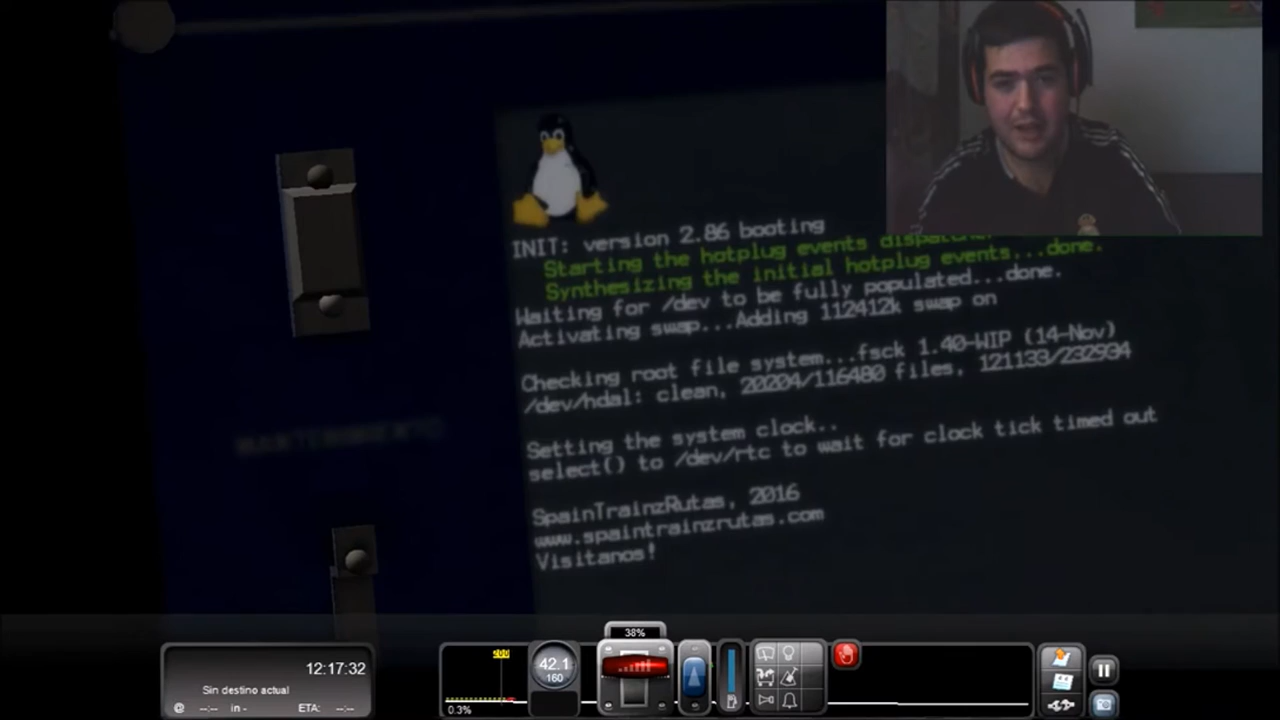 INIT: version 2.86 booting
Starting the hotplug events
Synthesizing the initial hotplug events...done.
Waiting for /dev to be fully populated...done.
Activating swap...Adding 112412k swap on
Checking root file system...fsck 1.40-WIP (14-Nov)
/dev/hda1: clean, 20204/116480 files, 121133/232934
Setting the system clock..
select() to /dev/rtc to wait for clock tick timed out
SpainTrainzRutas, 2016
www.spaintrainzrutas.com
Visitanos!
38%
12:17:32
Sin destino actual
@ --:-- in - ETA: --:--
200
42.1
160
0.3%